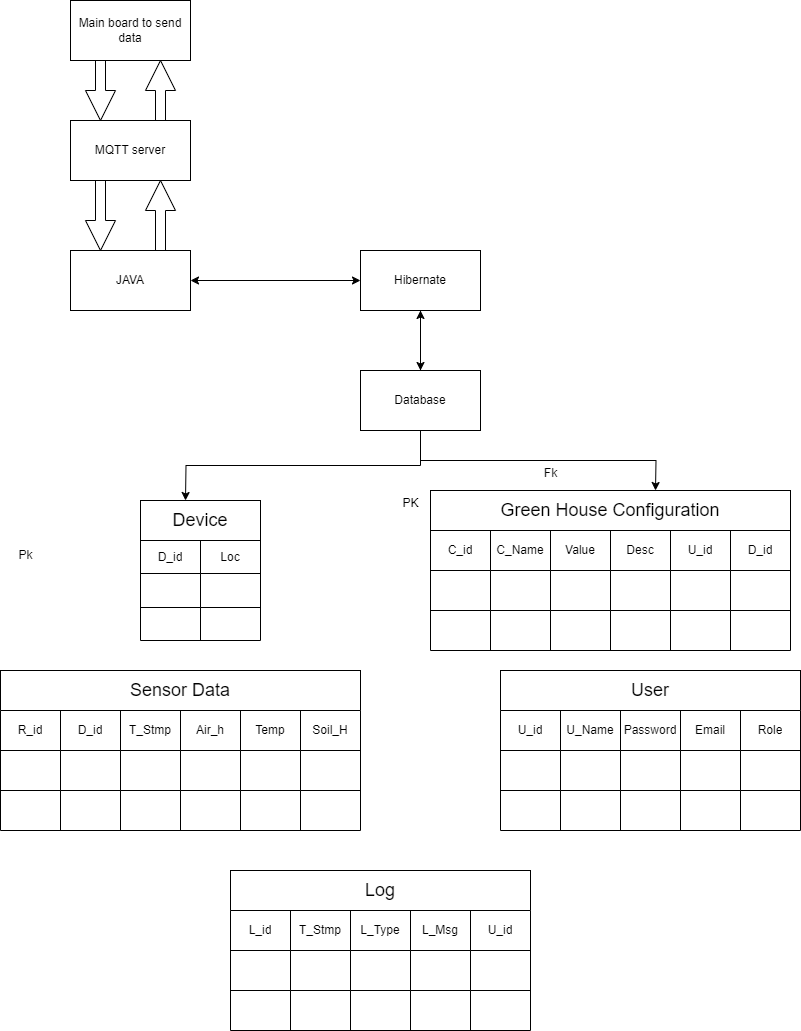 Main board to send
data
MQTT server
JAVA
Hibernate
Database
Fk
PK
Green House Configuration
C_id C_Name Value Desc U_id D_id
Device
D_id Loc
Pk
Sensor Data
R_id D_id T_Stmp Air_h Temp Soil_H
User
U_id U_Name Password Email Role
Log
L_id T_Stmp L_Type L_Msg U_id